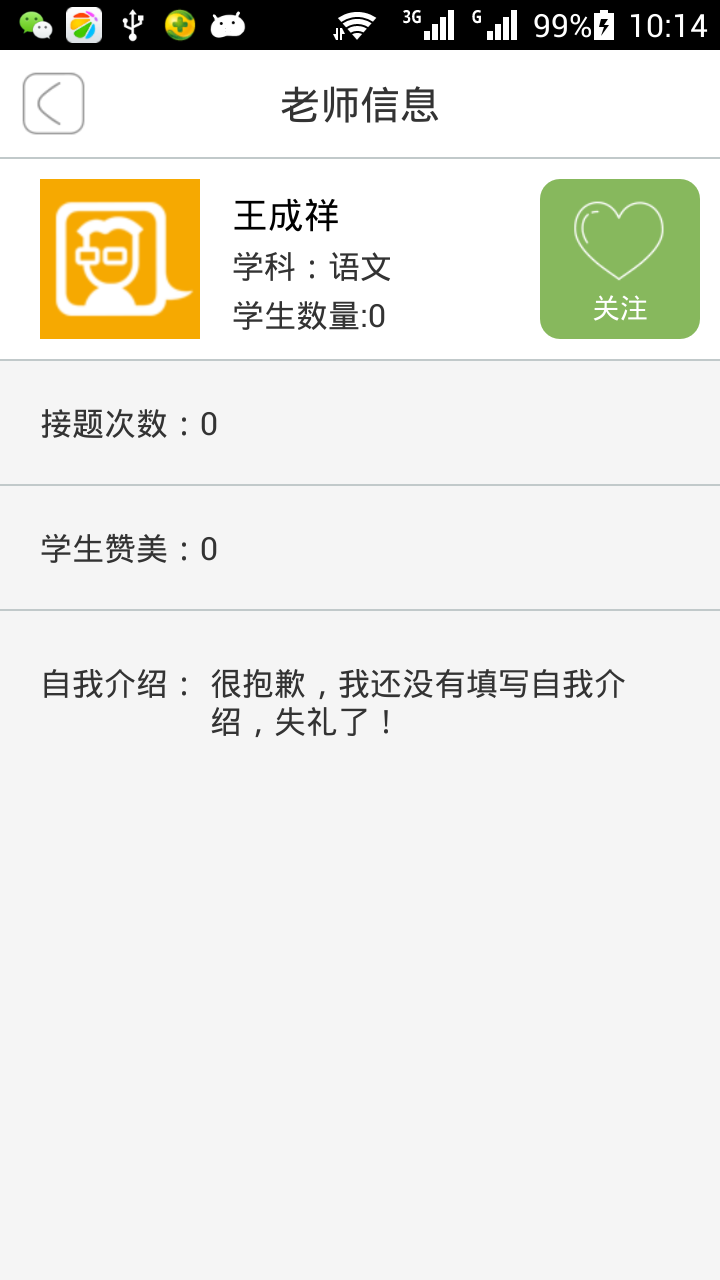 3G G 99% 10:14
老师信息
王成祥
学科：语文
学生数量:0
关注
接题次数：0
学生赞美：0
自我介绍： 很抱歉，我还没有填写自我介
绍，失礼了！